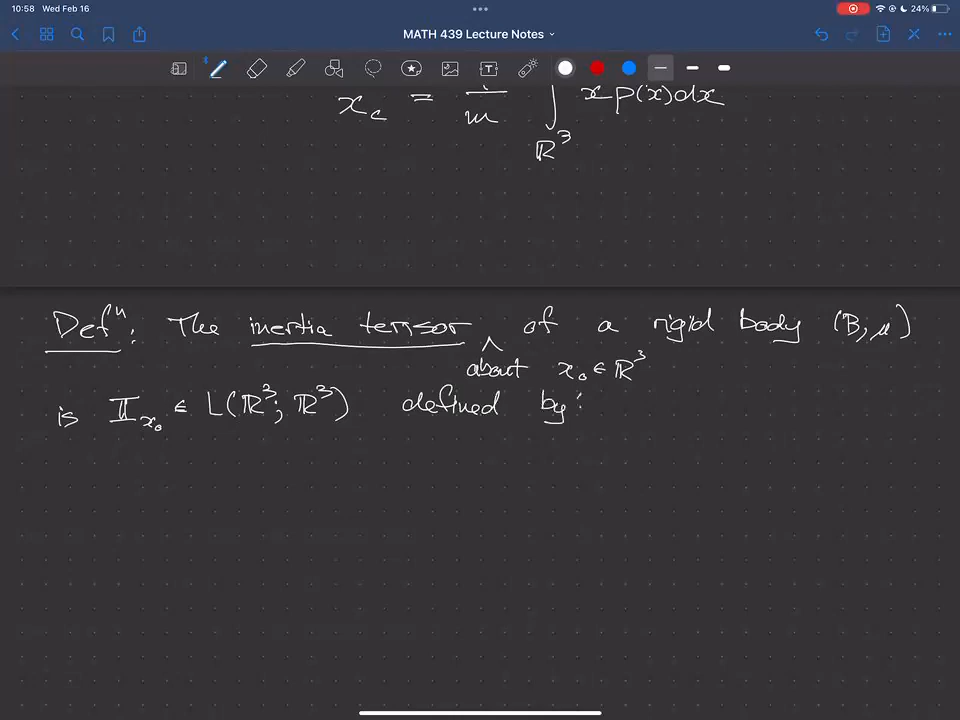 10:58 Wed Feb 16
24%
MATH 439 Lecture Notes
x_c = 1/m ∫_{ℝ³} x ρ(x) dx
Defⁿ: The inertia tensor ^ of a rigid body (B, μ)
about x₀ ∈ ℝ³
is 𝕀_{x₀} ∈ L(ℝ³; ℝ³) defined by: